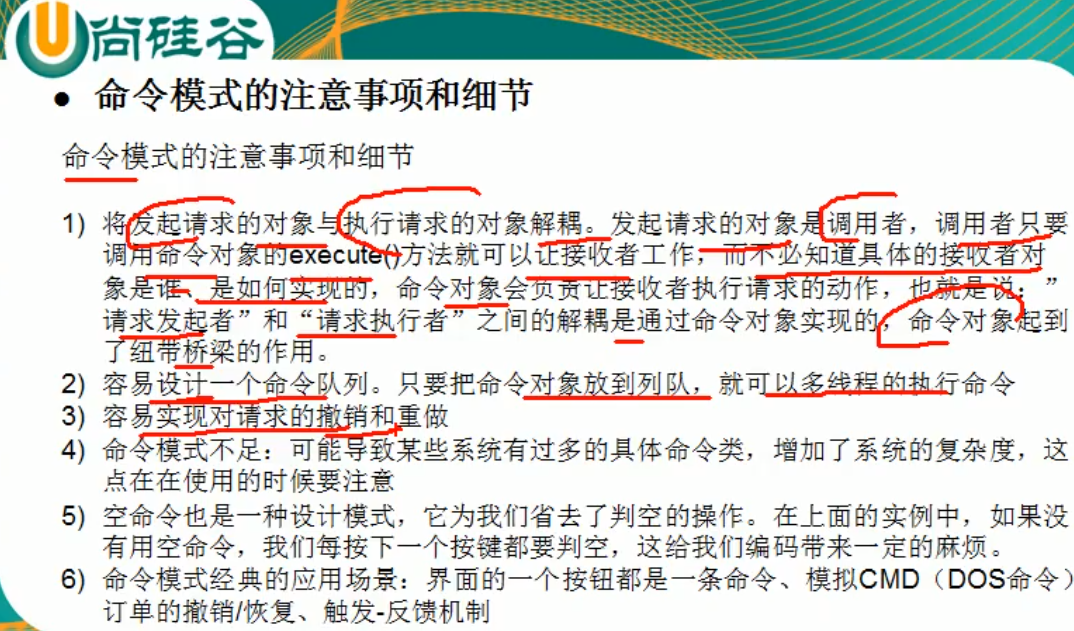 尚硅谷
● 命令模式的注意事项和细节
命令模式的注意事项和细节
1) 将发起请求的对象与执行请求的对象解耦。发起请求的对象是调用者，调用者只要
调用命令对象的execute()方法就可以让接收者工作，而不必知道具体的接收者对
象是谁、是如何实现的，命令对象会负责让接收者执行请求的动作，也就是说：”
请求发起者”和“请求执行者”之间的解耦是通过命令对象实现的，命令对象起到
了纽带桥梁的作用。
2) 容易设计一个命令队列。只要把命令对象放到列队，就可以多线程的执行命令
3) 容易实现对请求的撤销和重做
4) 命令模式不足：可能导致某些系统有过多的具体命令类，增加了系统的复杂度，这
点在在使用的时候要注意
5) 空命令也是一种设计模式，它为我们省去了判空的操作。在上面的实例中，如果没
有用空命令，我们每按下一个按键都要判空，这给我们编码带来一定的麻烦。
6) 命令模式经典的应用场景：界面的一个按钮都是一条命令、模拟CMD（DOS命令）
订单的撤销/恢复、触发-反馈机制